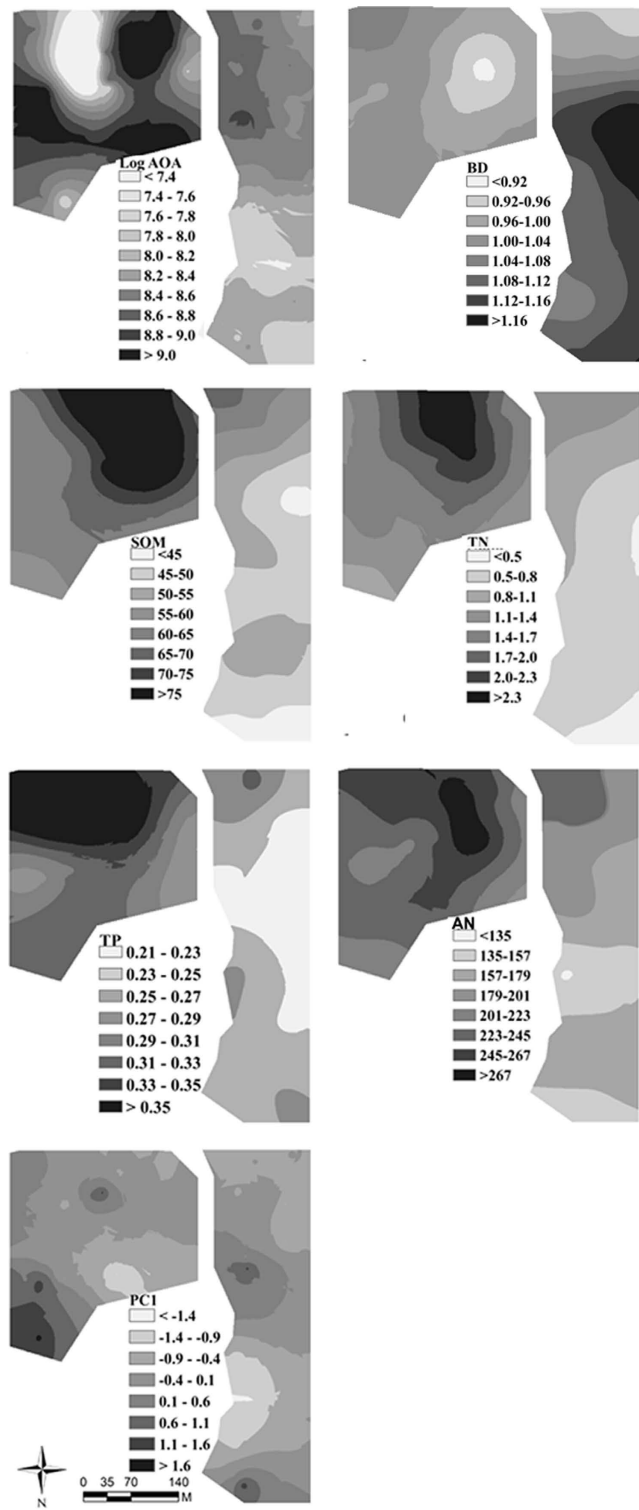 Log AOA
< 7.4
7.4 - 7.6
7.6 - 7.8
7.8 - 8.0
8.0 - 8.2
8.2 - 8.4
8.4 - 8.6
8.6 - 8.8
8.8 - 9.0
> 9.0
BD
<0.92
0.92-0.96
0.96-1.00
1.00-1.04
1.04-1.08
1.08-1.12
1.12-1.16
>1.16
SOM
<45
45-50
50-55
55-60
60-65
65-70
70-75
>75
TN
<0.5
0.5-0.8
0.8-1.1
1.1-1.4
1.4-1.7
1.7-2.0
2.0-2.3
>2.3
TP
0.21 - 0.23
0.23 - 0.25
0.25 - 0.27
0.27 - 0.29
0.29 - 0.31
0.31 - 0.33
0.33 - 0.35
> 0.35
AN
<135
135-157
157-179
179-201
201-223
223-245
245-267
>267
PC1
< -1.4
-1.4 - -0.9
-0.9 - -0.4
-0.4 - 0.1
0.1 - 0.6
0.6 - 1.1
1.1 - 1.6
> 1.6
N
0 35 70 140
M